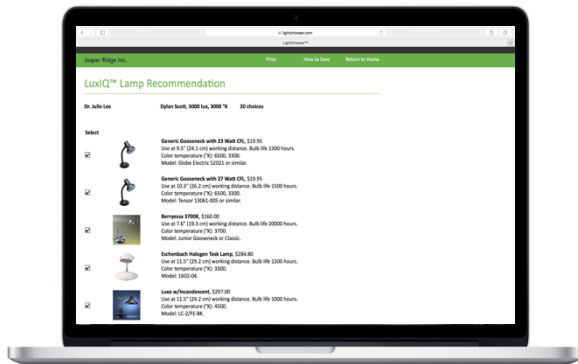 lightchooser.com
LightChooser™
Jasper Ridge Inc. Print How to Save Return to Home
LuxIQ™ Lamp Recommendation
Dr. Julie Lee Dylan Scott, 3000 lux, 3000 °K 20 choices
Select
Generic Gooseneck with 23 Watt CFL, $19.95
Use at 9.5" (24.1 cm) working distance. Bulb life 1500 hours.
Color temperature (°K): 6500, 3300.
Model: Globe Electric 52021 or similar.
Generic Gooseneck with 27 Watt CFL, $19.95
Use at 10.3" (26.2 cm) working distance. Bulb life 1500 hours.
Color temperature (°K): 6500, 3300.
Model: Tensor 13061-005 or similar.
Berryessa 3700K, $160.00
Use at 7.6" (19.3 cm) working distance. Bulb life 20000 hours.
Color temperature (°K): 3700.
Model: Junior Gooseneck or Classic.
Eschenbach Halogen Task Lamp, $284.80
Use at 11.5" (29.2 cm) working distance. Bulb life 1500 hours.
Color temperature (°K): 3300.
Model: 1602-04.
Luxo w/Incandescent, $297.00
Use at 11.5" (29.2 cm) working distance. Bulb life 1000 hours.
Color temperature (°K): 4500.
Model: LC-2/FE-BK.